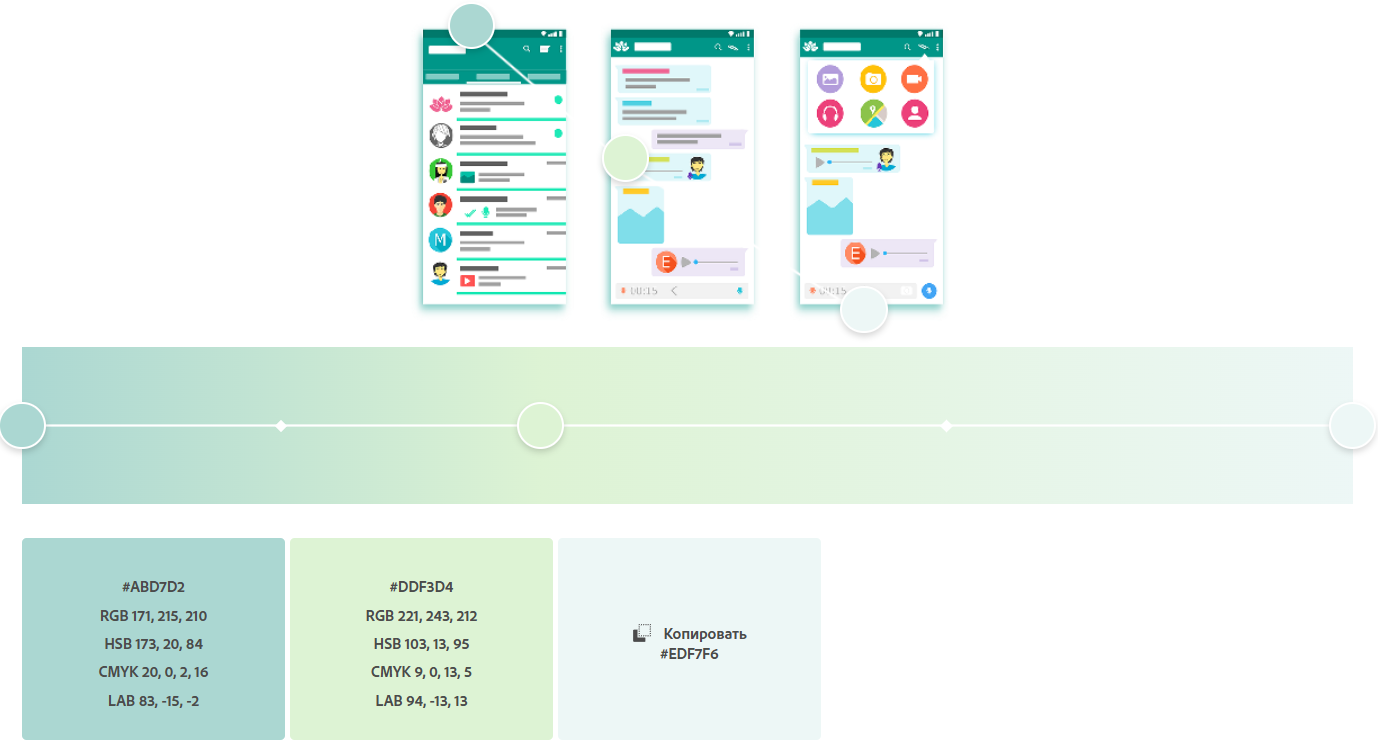 M
E
00:15
E
00:15
#ABD7D2
RGB 171, 215, 210
HSB 173, 20, 84
CMYK 20, 0, 2, 16
LAB 83, -15, -2
#DDF3D4
RGB 221, 243, 212
HSB 103, 13, 95
CMYK 9, 0, 13, 5
LAB 94, -13, 13
Копировать
#EDF7F6